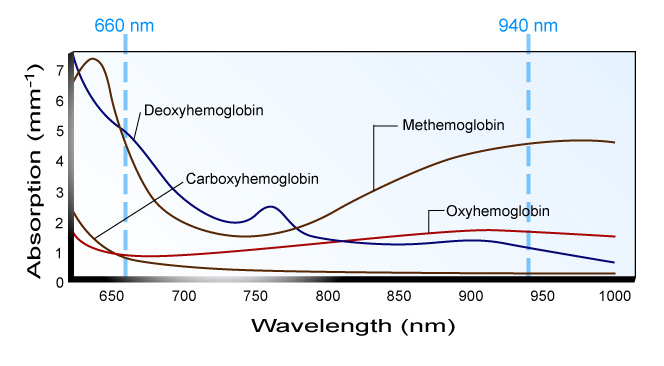 660 nm 940 nm
Absorption (mm-1)
7
6
5
4
3
2
1
0
Deoxyhemoglobin
Methemoglobin
Carboxyhemoglobin
Oxyhemoglobin
650 700 750 800 850 900 950 1000
Wavelength (nm)